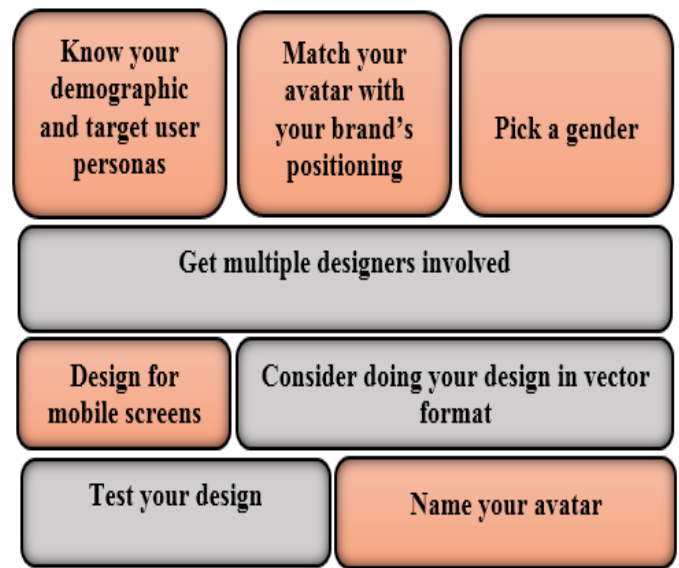 Know your
demographic
and target user
personas
Match your
avatar with
your brand's
positioning
Pick a gender
Get multiple designers involved
Design for
mobile screens
Consider doing your design in vector
format
Test your design
Name your avatar